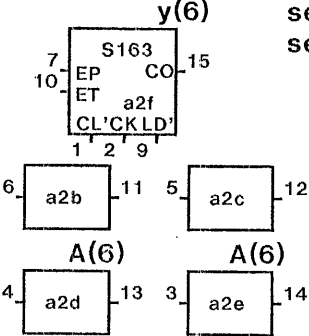 y(6) se
S163 se
7 EP CO 15
10 ET
a2f
CL'CK LD'
1 2 9
6 a2b 11 5 a2c 12
A(6) A(6)
4 a2d 13 3 a2e 14